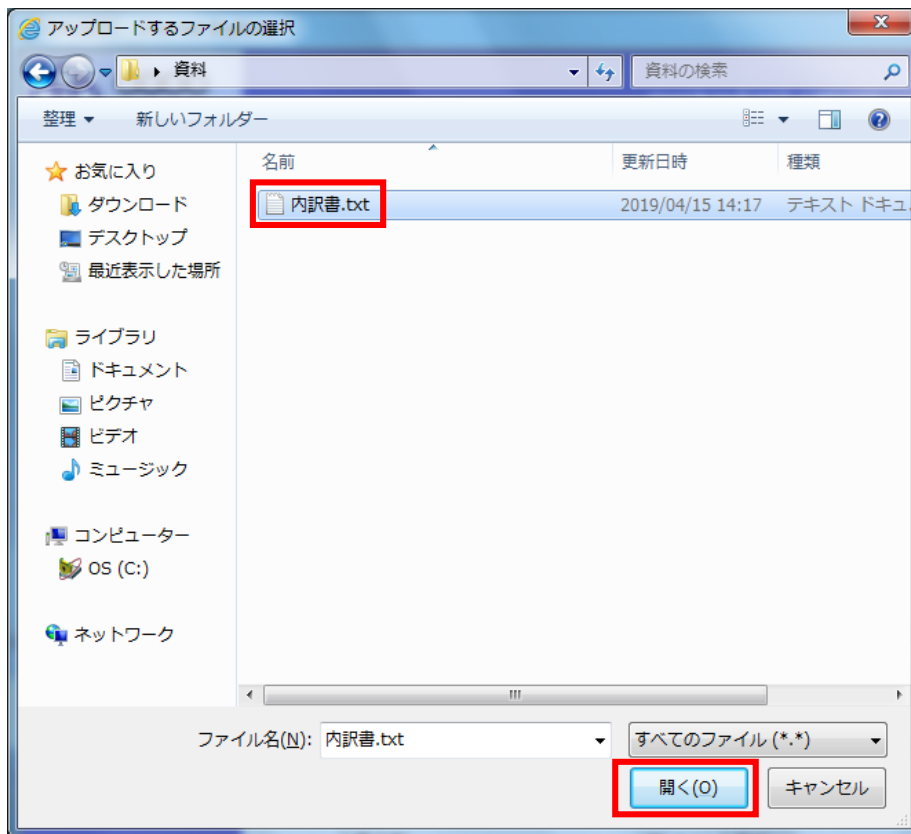 アップロードするファイルの選択
資料
資料の検索
整理
新しいフォルダー
名前
更新日時
種類
お気に入り
ダウンロード
デスクトップ
最近表示した場所
ライブラリ
ドキュメント
ピクチャ
ビデオ
ミュージック
コンピューター
OS (C:)
ネットワーク
内訳書.txt
2019/04/15 14:17
テキスト ドキュ
ファイル名(N):
内訳書.txt
すべてのファイル (*.*)
開く(O)
キャンセル